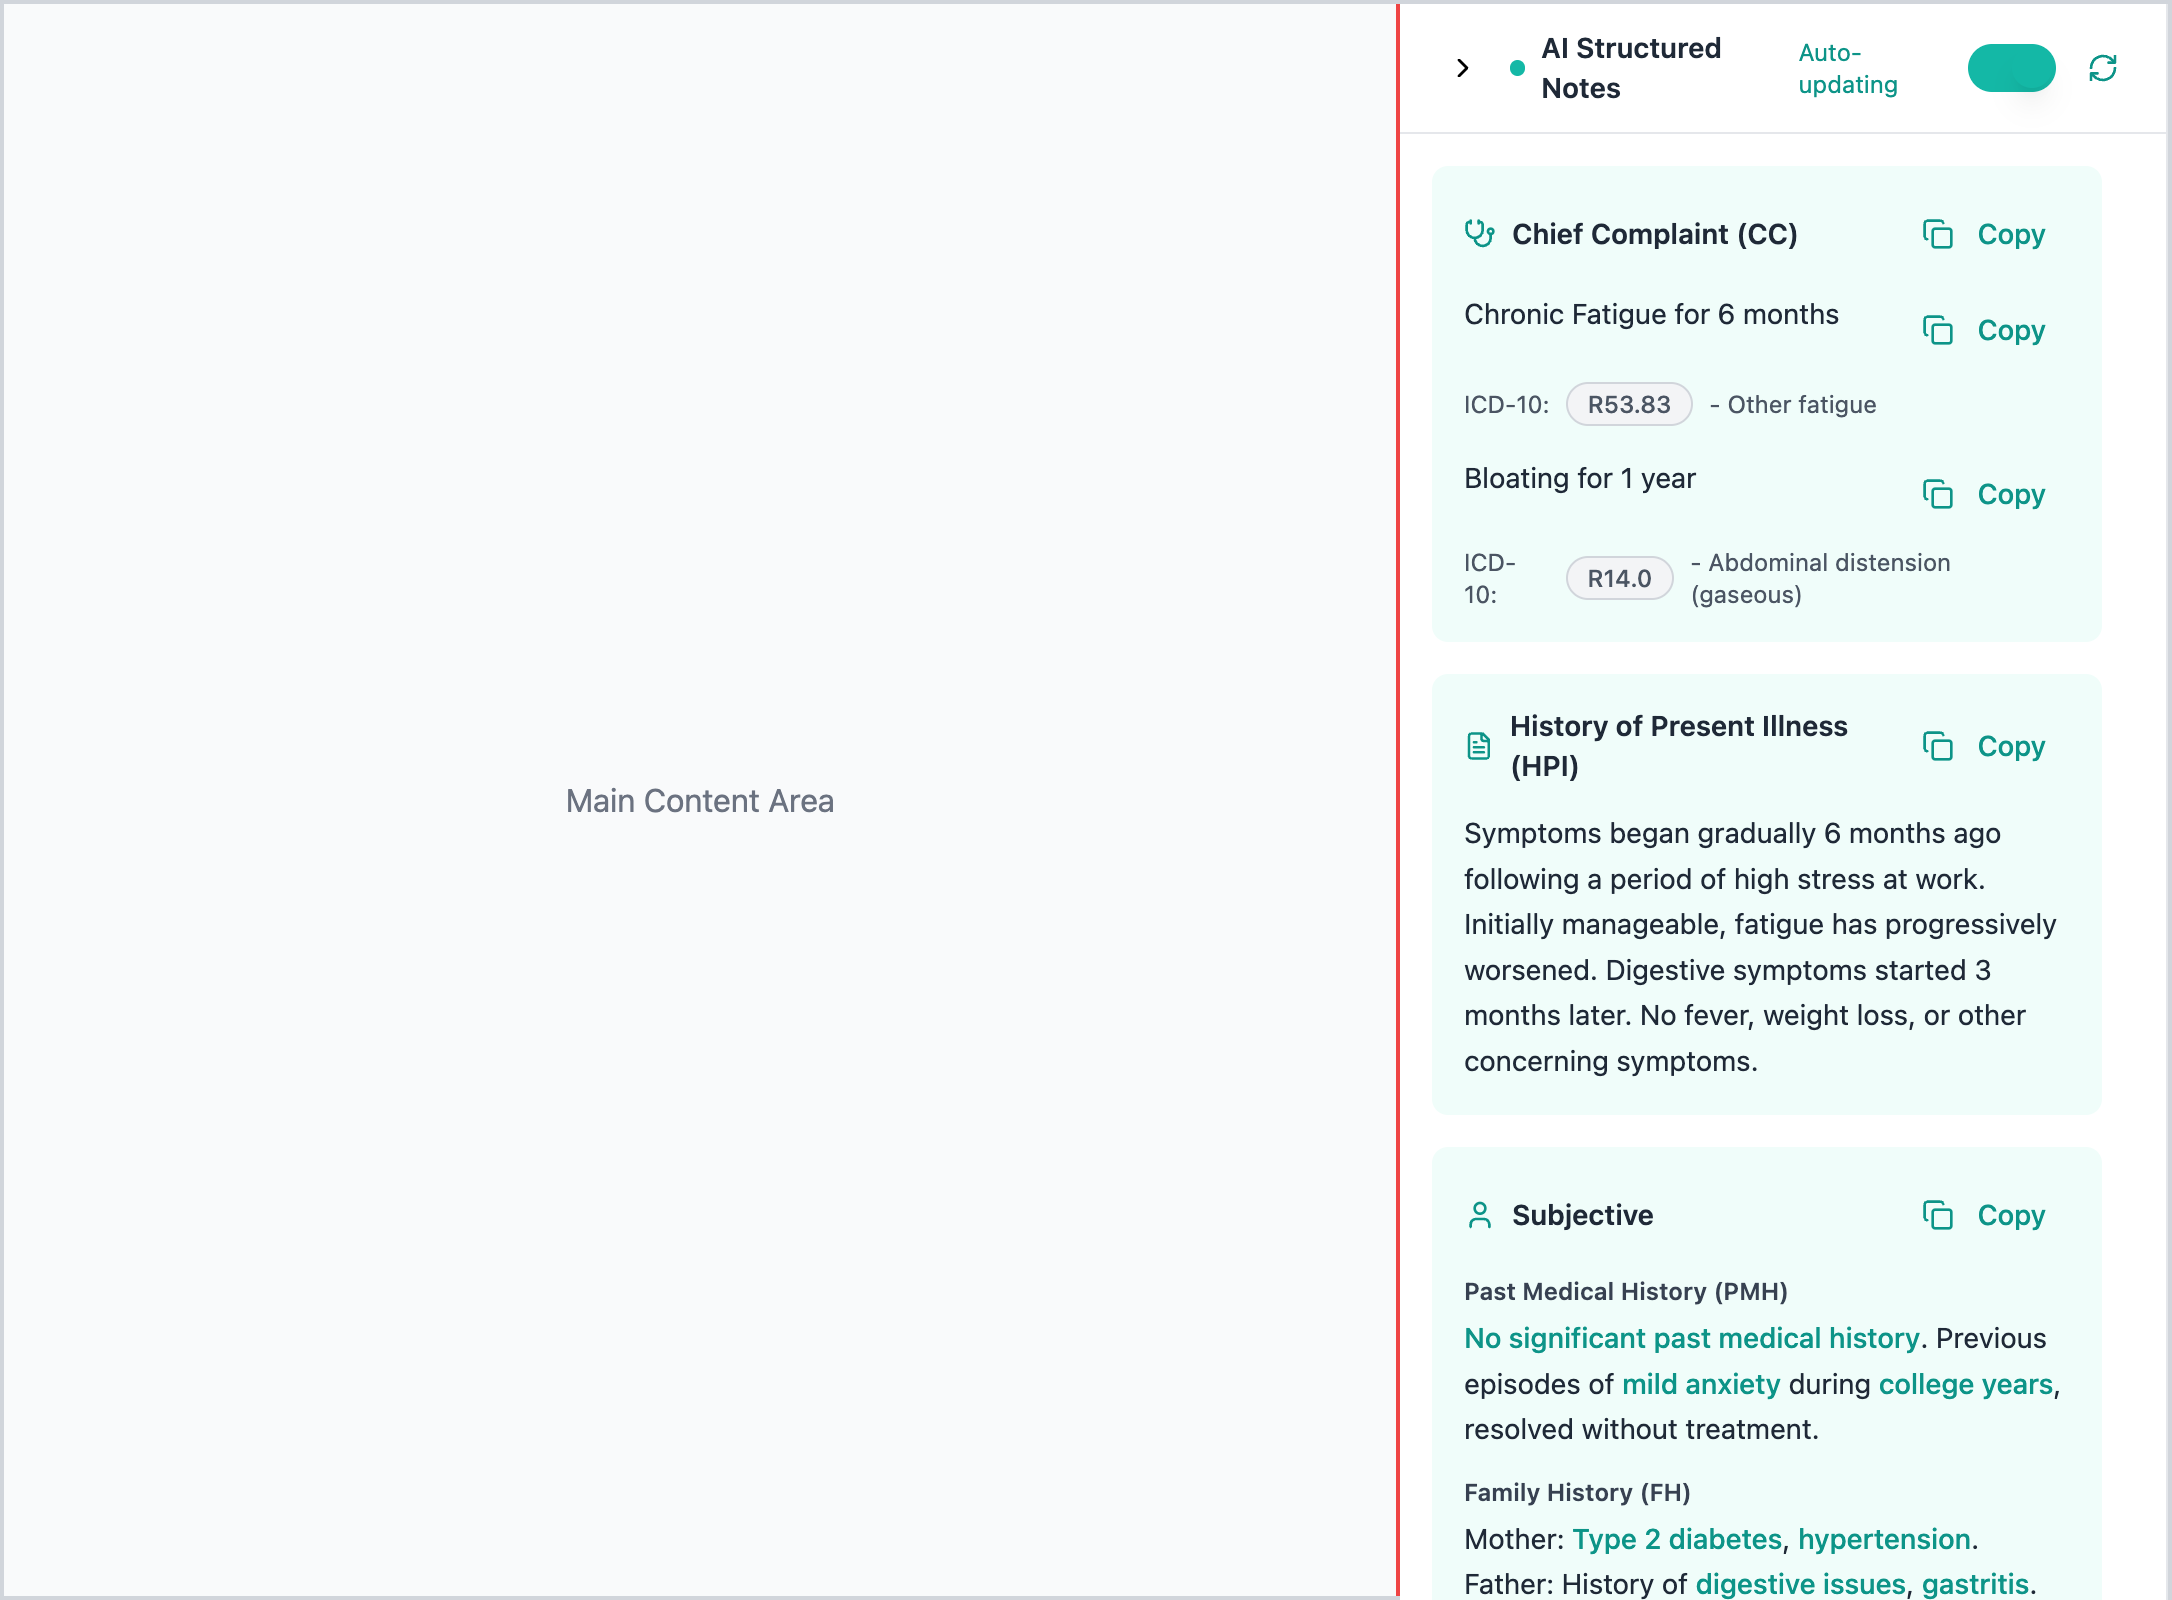 Main Content Area
AI Structured
Notes
Auto-
updating
Chief Complaint (CC)
Copy
Chronic Fatigue for 6 months
Copy
ICD-10: R53.83 - Other fatigue
Bloating for 1 year
Copy
ICD-
10:
R14.0
- Abdominal distension
(gaseous)
History of Present Illness
(HPI)
Copy
Symptoms began gradually 6 months ago
following a period of high stress at work.
Initially manageable, fatigue has progressively
worsened. Digestive symptoms started 3
months later. No fever, weight loss, or other
concerning symptoms.
Subjective
Copy
Past Medical History (PMH)
No significant past medical history. Previous
episodes of mild anxiety during college years,
resolved without treatment.
Family History (FH)
Mother: Type 2 diabetes, hypertension.
Father: History of digestive issues, gastritis.